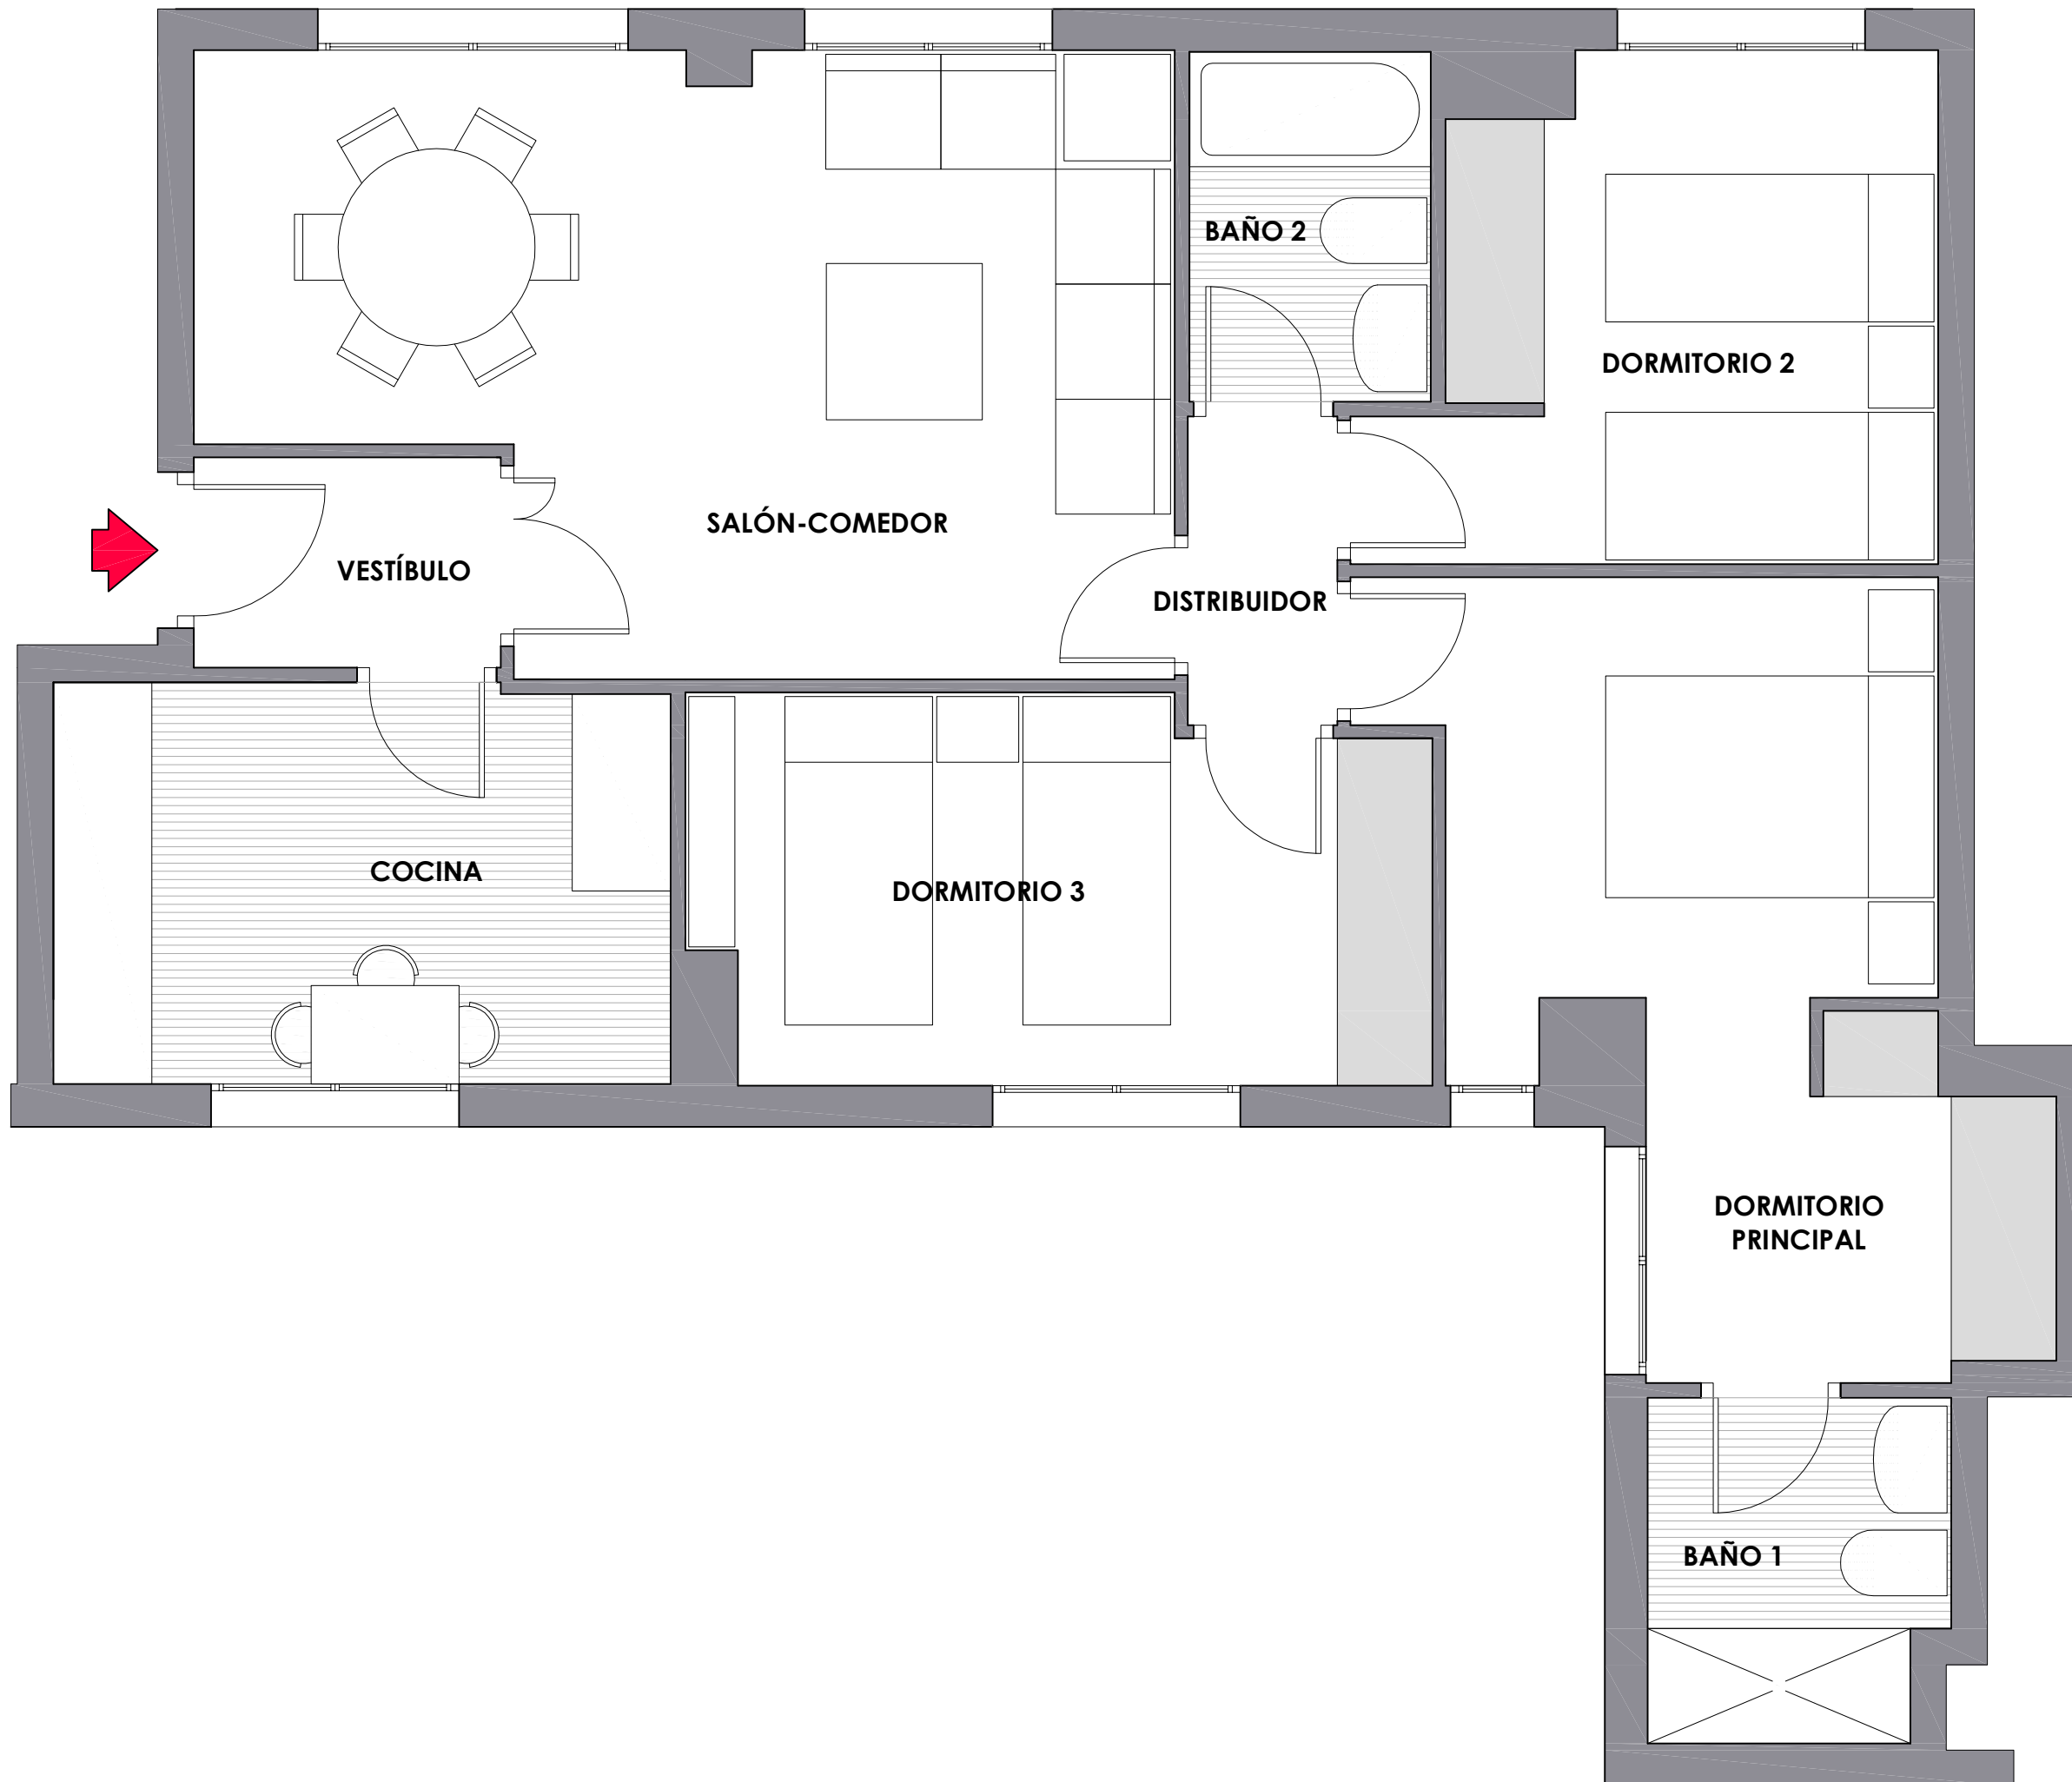 BAÑO 2
DORMITORIO 2
SALÓN-COMEDOR
VESTÍBULO
DISTRIBUIDOR
COCINA
DORMITORIO 3
DORMITORIO
PRINCIPAL
BAÑO 1